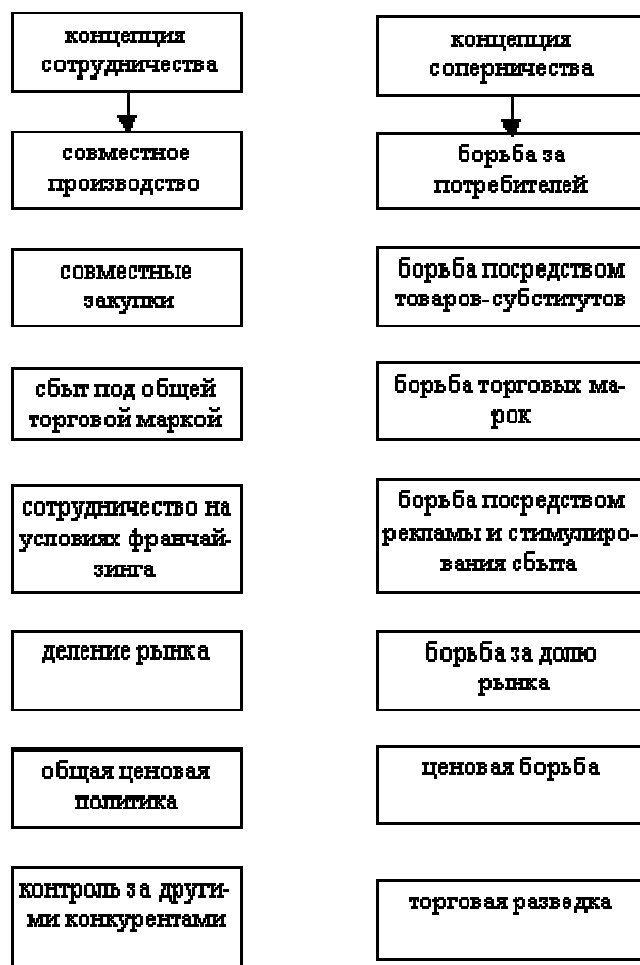 концепция
сотрудничества
совместное
производство
совместные
закупки
сбыт под общей
торговой маркой
сотрудничество на
условиях франчай-
зинга
деление рынка
общая ценовая
политика
контроль за други-
ми конкурентами
концепция
соперничества
борьба за
потребителей
борьба посредством
товаров-субститутов
борьба торговых ма-
рок
борьба посредством
рекламы и стимулиро-
вания сбыта
борьба за долю
рынка
ценовая борьба
торговая разведка